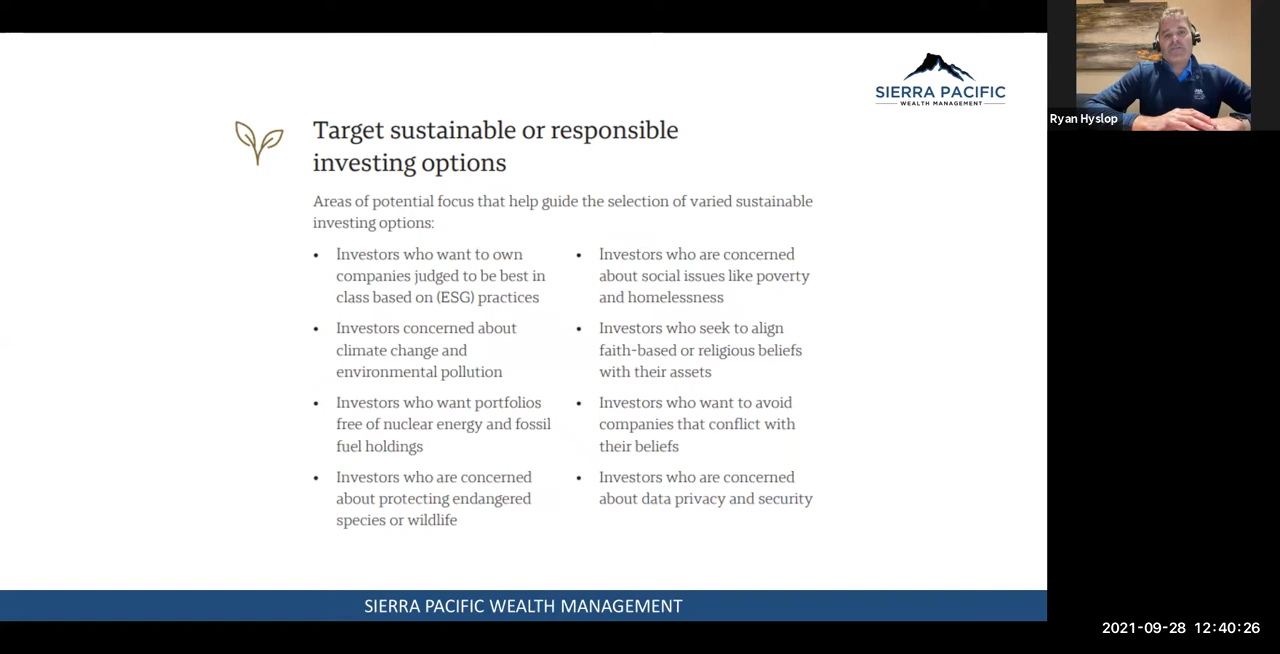 SIERRA PACIFIC
WEALTH MANAGEMENT
Ryan Hyslop
Target sustainable or responsible
investing options
Areas of potential focus that help guide the selection of varied sustainable
investing options:
• Investors who want to own
companies judged to be best in
class based on (ESG) practices
• Investors concerned about
climate change and
environmental pollution
• Investors who want portfolios
free of nuclear energy and fossil
fuel holdings
• Investors who are concerned
about protecting endangered
species or wildlife
• Investors who are concerned
about social issues like poverty
and homelessness
• Investors who seek to align
faith-based or religious beliefs
with their assets
• Investors who want to avoid
companies that conflict with
their beliefs
• Investors who are concerned
about data privacy and security
SIERRA PACIFIC WEALTH MANAGEMENT
2021-09-28 12:40:26